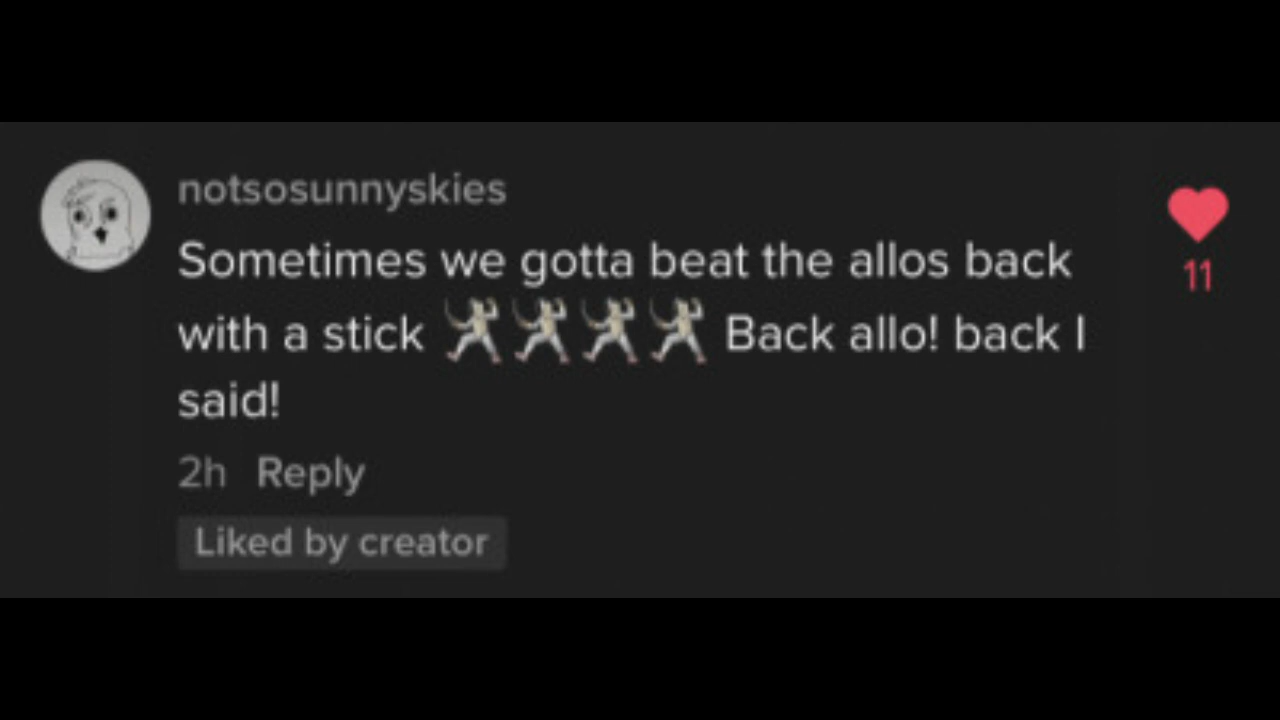 notsosunnyskies
Sometimes we gotta beat the allos back
with a stick 🤺🤺🤺🤺 Back allo! back I
said!
2h Reply
Liked by creator
11